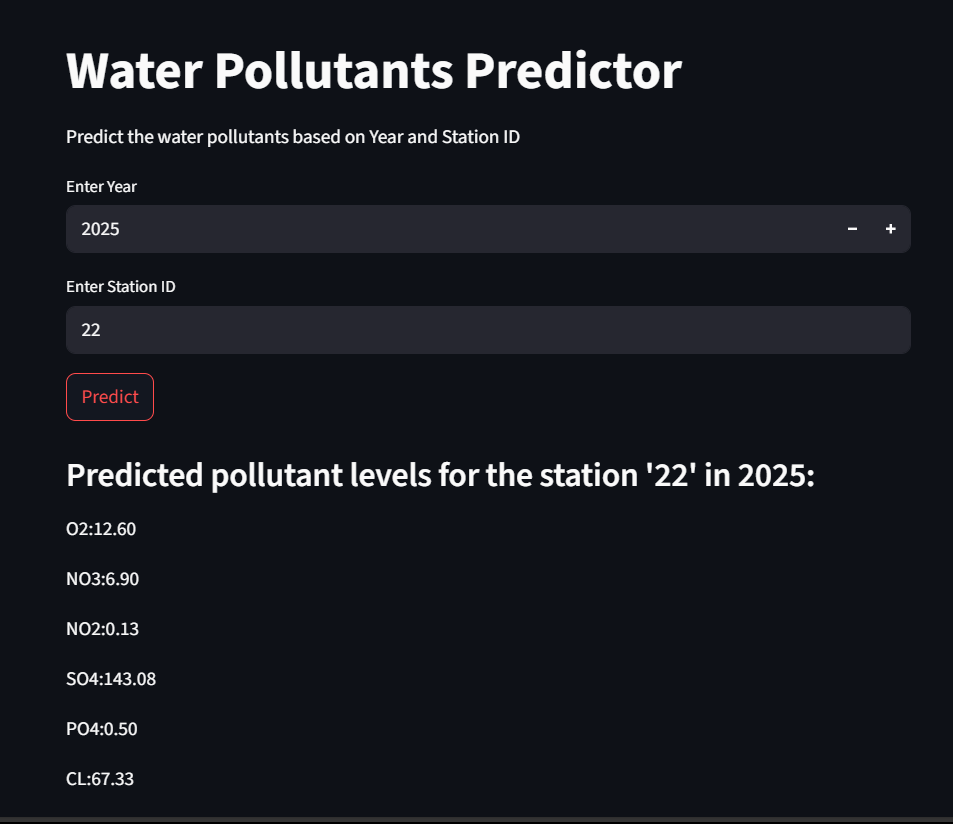 Water Pollutants Predictor
Predict the water pollutants based on Year and Station ID
Enter Year
2025
Enter Station ID
22
Predict
Predicted pollutant levels for the station '22' in 2025:
O2:12.60
NO3:6.90
NO2:0.13
SO4:143.08
PO4:0.50
CL:67.33